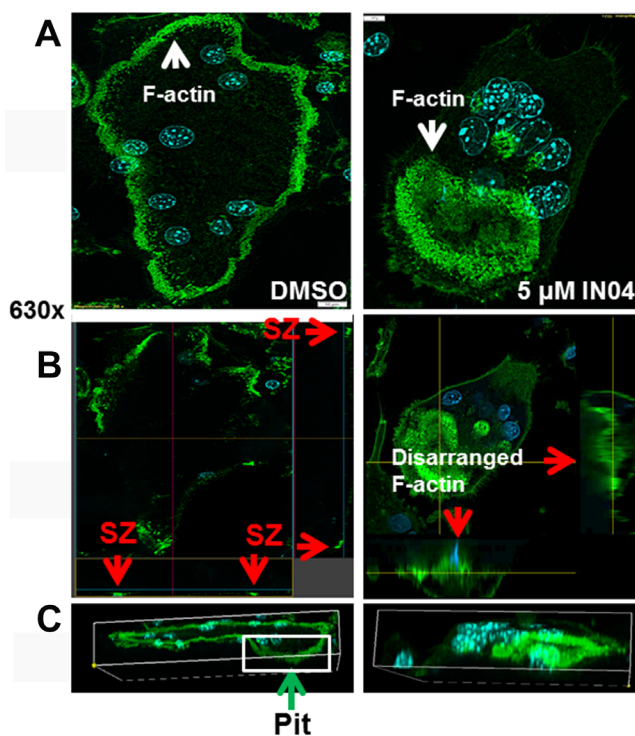 A
F-actin
F-actin
DMSO
5 µM IN04
630x
B
SZ
SZ
SZ
Disarranged
F-actin
C
Pit